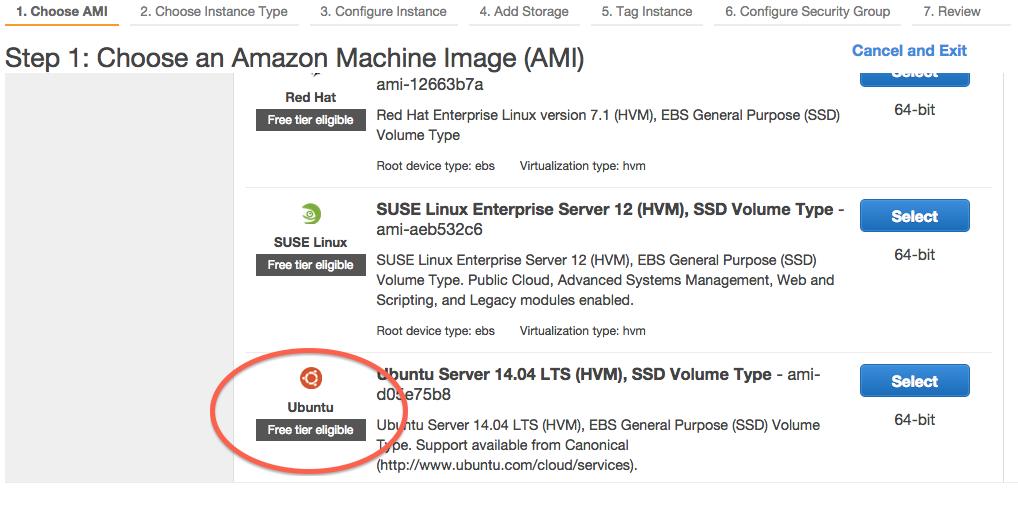 1. Choose AMI 2. Choose Instance Type 3. Configure Instance 4. Add Storage 5. Tag Instance 6. Configure Security Group 7. Review
Step 1: Choose an Amazon Machine Image (AMI)
Cancel and Exit
Red Hat
Free tier eligible
ami-12663b7a
Red Hat Enterprise Linux version 7.1 (HVM), EBS General Purpose (SSD)
Volume Type
Root device type: ebs Virtualization type: hvm
Select
64-bit
SUSE Linux
Free tier eligible
SUSE Linux Enterprise Server 12 (HVM), SSD Volume Type -
ami-aeb532c6
SUSE Linux Enterprise Server 12 (HVM), EBS General Purpose (SSD)
Volume Type. Public Cloud, Advanced Systems Management, Web and
Scripting, and Legacy modules enabled.
Root device type: ebs Virtualization type: hvm
Select
64-bit
Ubuntu
Free tier eligible
Ubuntu Server 14.04 LTS (HVM), SSD Volume Type - ami-
d05e75b8
Ubuntu Server 14.04 LTS (HVM), EBS General Purpose (SSD) Volume
Type. Support available from Canonical
(http://www.ubuntu.com/cloud/services).
Select
64-bit